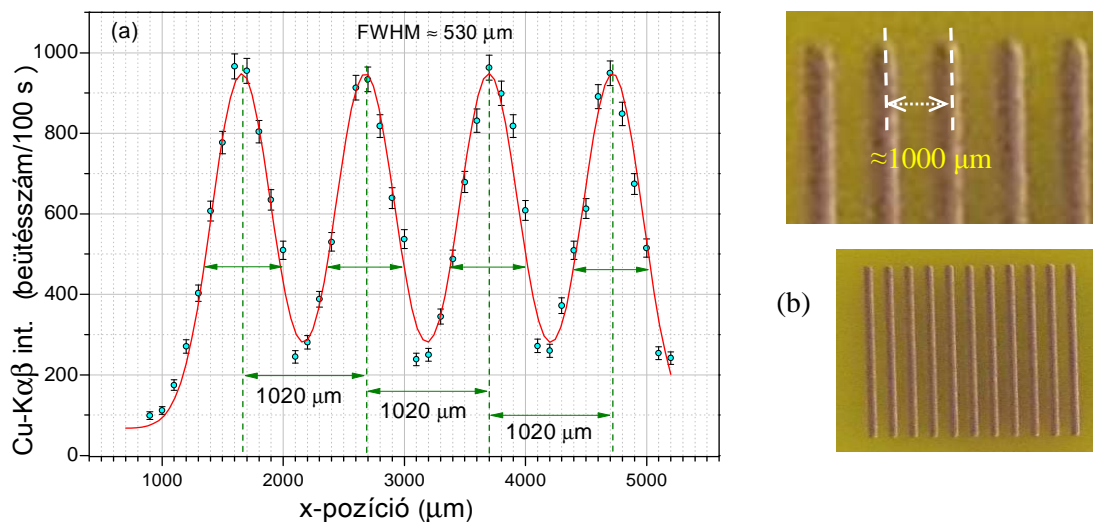 (a)
FWHM ≈ 530 μm
Cu-Kαβ int. (beütésszám/100 s)
1000
800
600
400
200
0
1020 μm
1020 μm
1020 μm
1000
2000
3000
4000
5000
x-pozíció (μm)
≈1000 μm
(b)